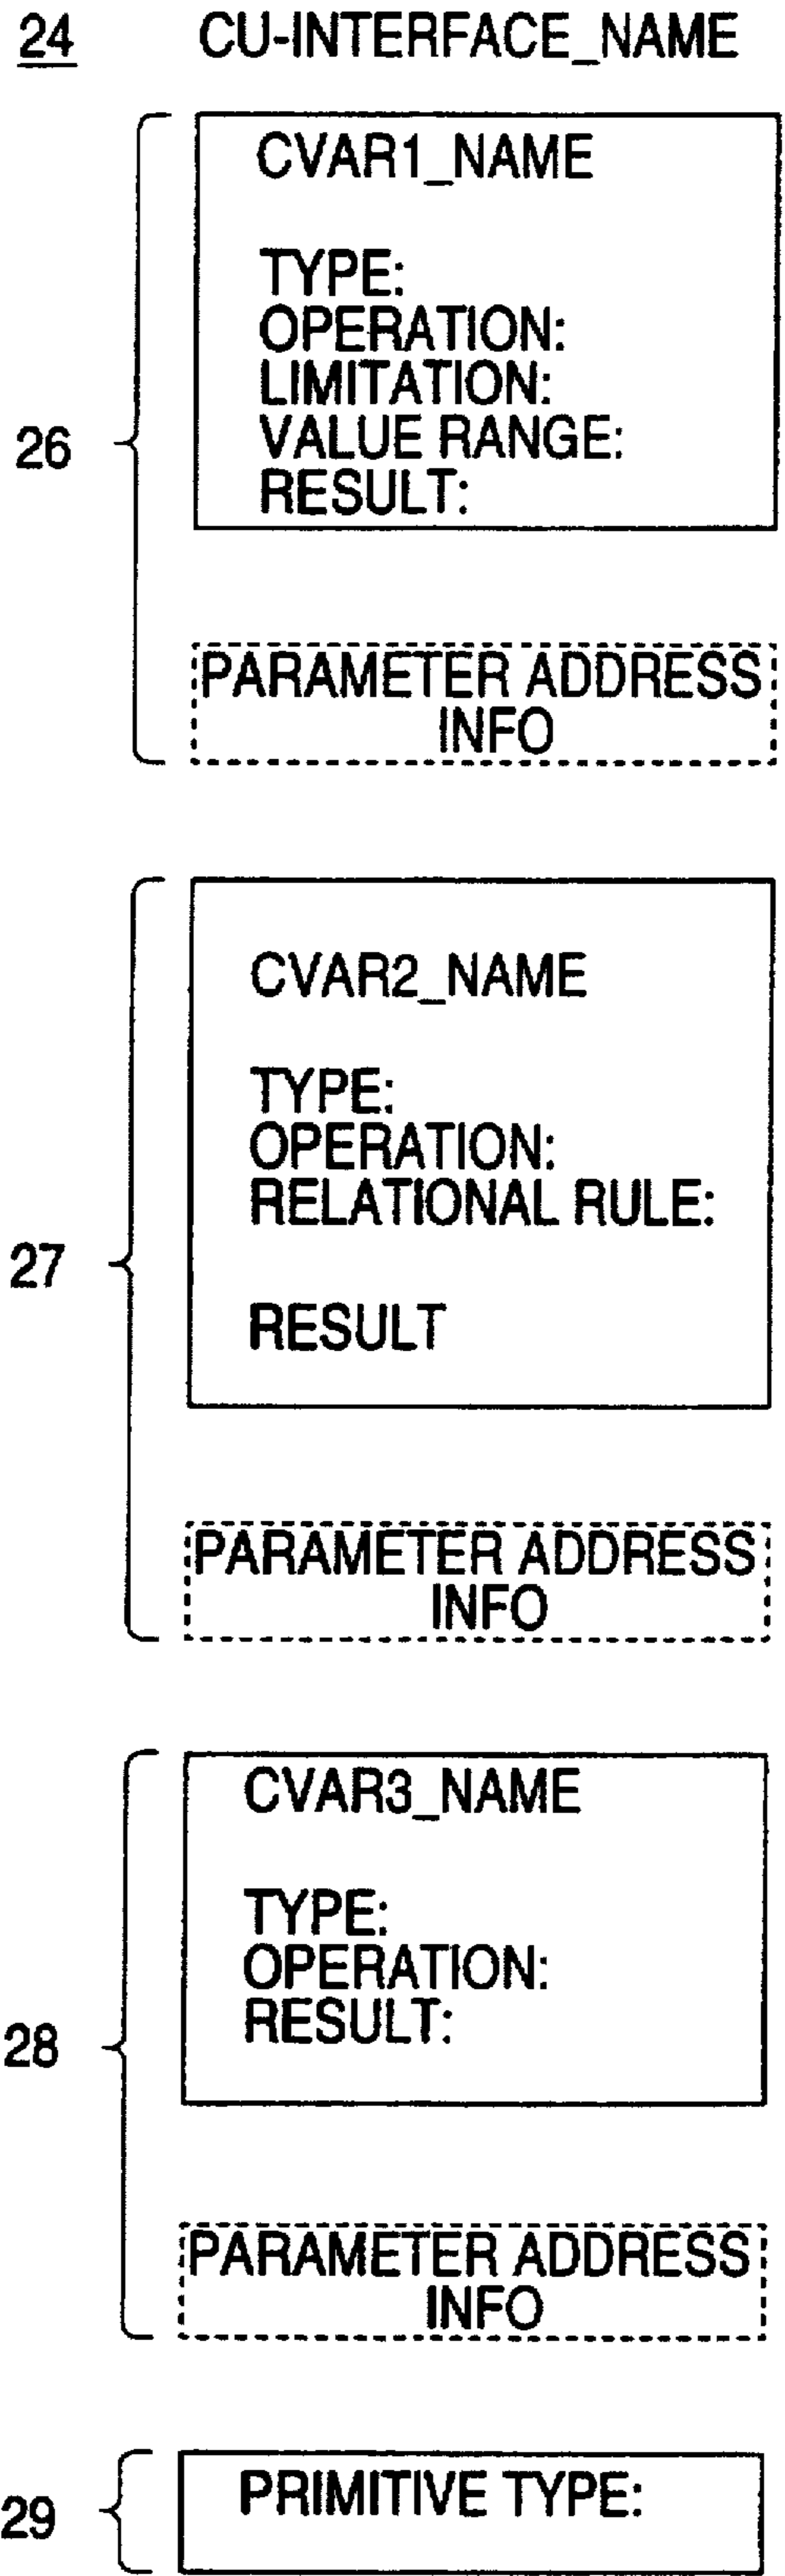 24 CU-INTERFACE_NAME
CVAR1_NAME
TYPE:
OPERATION:
LIMITATION:
26 VALUE RANGE:
RESULT:
PARAMETER ADDRESS
INFO
CVAR2_NAME
TYPE:
OPERATION:
RELATIONAL RULE:
27
RESULT
PARAMETER ADDRESS
INFO
CVAR3_NAME
TYPE:
OPERATION:
RESULT:
28
PARAMETER ADDRESS
INFO
29 PRIMITIVE TYPE: